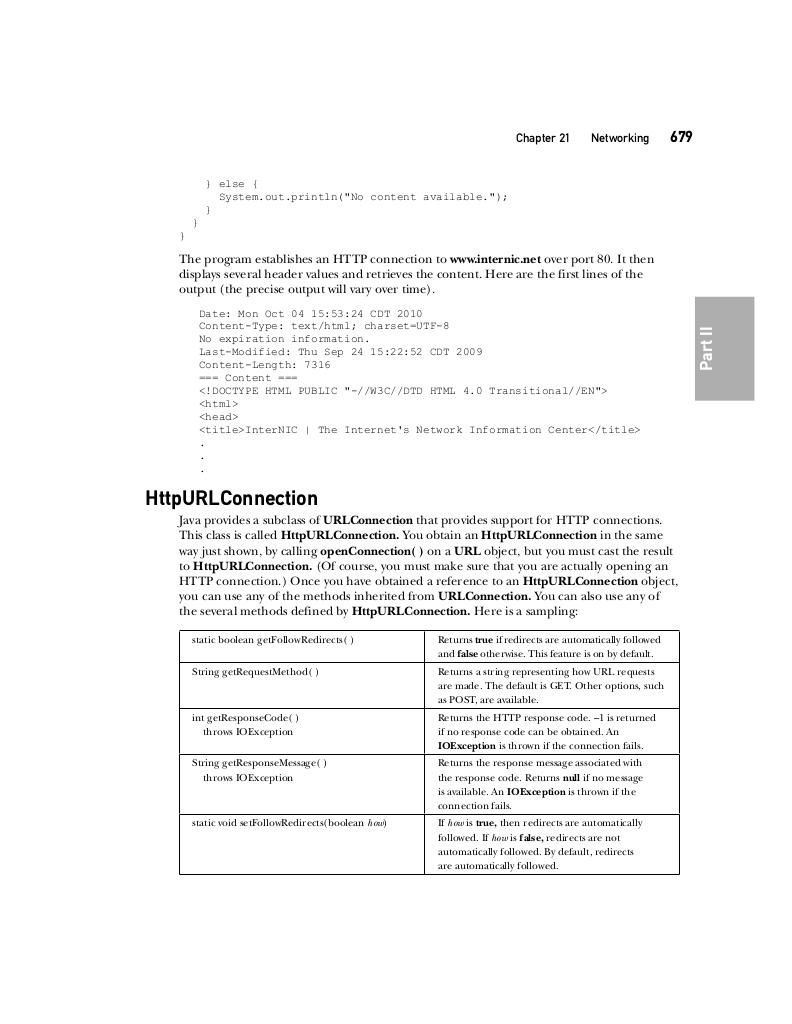 Chapter 21 Networking 679
} else {
System.out.println("No content available.");
}
}
}
The program establishes an HTTP connection to www.internic.net over port 80. It then
displays several header values and retrieves the content. Here are the first lines of the
output (the precise output will vary over time).
Date: Mon Oct 04 15:53:24 CDT 2010
Content-Type: text/html; charset=UTF-8
No expiration information.
Last-Modified: Thu Sep 24 15:22:52 CDT 2009
Content-Length: 7316
=== Content ===
<!DOCTYPE HTML PUBLIC "-//W3C//DTD HTML 4.0 Transitional//EN">
<html>
<head>
<title>InterNIC | The Internet's Network Information Center</title>
.
.
.
Part II
HttpURLConnection
Java provides a subclass of URLConnection that provides support for HTTP connections.
This class is called HttpURLConnection. You obtain an HttpURLConnection in the same
way just shown, by calling openConnection( ) on a URL object, but you must cast the result
to HttpURLConnection. (Of course, you must make sure that you are actually opening an
HTTP connection.) Once you have obtained a reference to an HttpURLConnection object,
you can use any of the methods inherited from URLConnection. You can also use any of
the several methods defined by HttpURLConnection. Here is a sampling:
static boolean getFollowRedirects( )
Returns true if redirects are automatically followed
and false otherwise. This feature is on by default.
String getRequestMethod( )
Returns a string representing how URL requests
are made. The default is GET. Other options, such
as POST, are available.
int getResponseCode( )
throws IOException
Returns the HTTP response code. –1 is returned
if no response code can be obtained. An
IOException is thrown if the connection fails.
String getResponseMessage( )
throws IOException
Returns the response message associated with
the response code. Returns null if no message
is available. An IOException is thrown if the
connection fails.
static void setFollowRedirects(boolean how)
If how is true, then redirects are automatically
followed. If how is false, redirects are not
automatically followed. By default, redirects
are automatically followed.